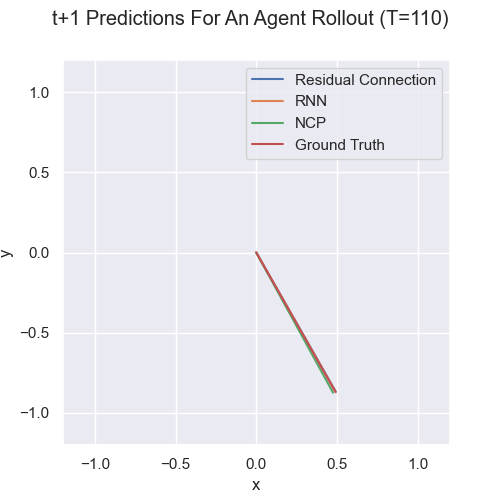 t+1 Predictions For An Agent Rollout (T=110)
Residual Connection
RNN
NCP
Ground Truth
1.0
0.5
0.0
−0.5
−1.0
y
−1.0 −0.5 0.0 0.5 1.0
x